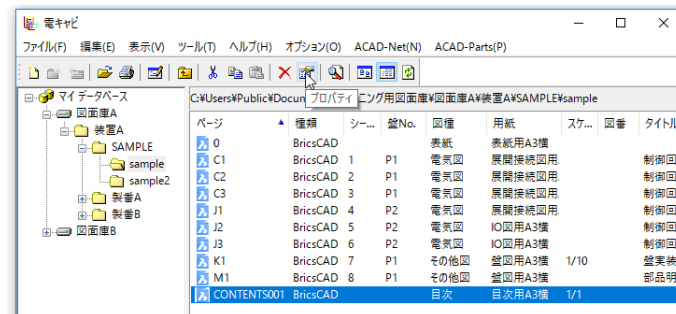 電キャビ
ファイル(F) 編集(E) 表示(V) ツール(T) ヘルプ(H) オプション(O) ACAD-Net(N) ACAD-Parts(P)
マイ データベース
図面庫A
装置A
SAMPLE
sample
sample2
製番A
製番B
図面庫B
C:¥Users¥Public¥Docun
プロパティ
ニング用図面庫¥図面庫A¥装置A¥SAMPLE¥sample
ページ 種類 シー... 盤No. 図種 用紙 スケ... 図番 タイトル
0 BricsCAD 表紙 表紙用A3横
C1 BricsCAD 1 P1 電気図 展開接続図用. 制御回
C2 BricsCAD 2 P1 電気図 展開接続図用. 制御回
C3 BricsCAD 3 P1 電気図 展開接続図用. 制御回
J1 BricsCAD 4 P2 電気図 展開接続図用. 制御回
J2 BricsCAD 5 P2 電気図 IO図用A3横 制御回
J3 BricsCAD 6 P2 電気図 IO図用A3横 制御回
K1 BricsCAD 7 P1 その他図 盤図用A3横 1/10 盤実装
M1 BricsCAD 8 P1 その他図 盤図用A3横 部品明
CONTENTS001 BricsCAD 目次 目次用A3横 1/1